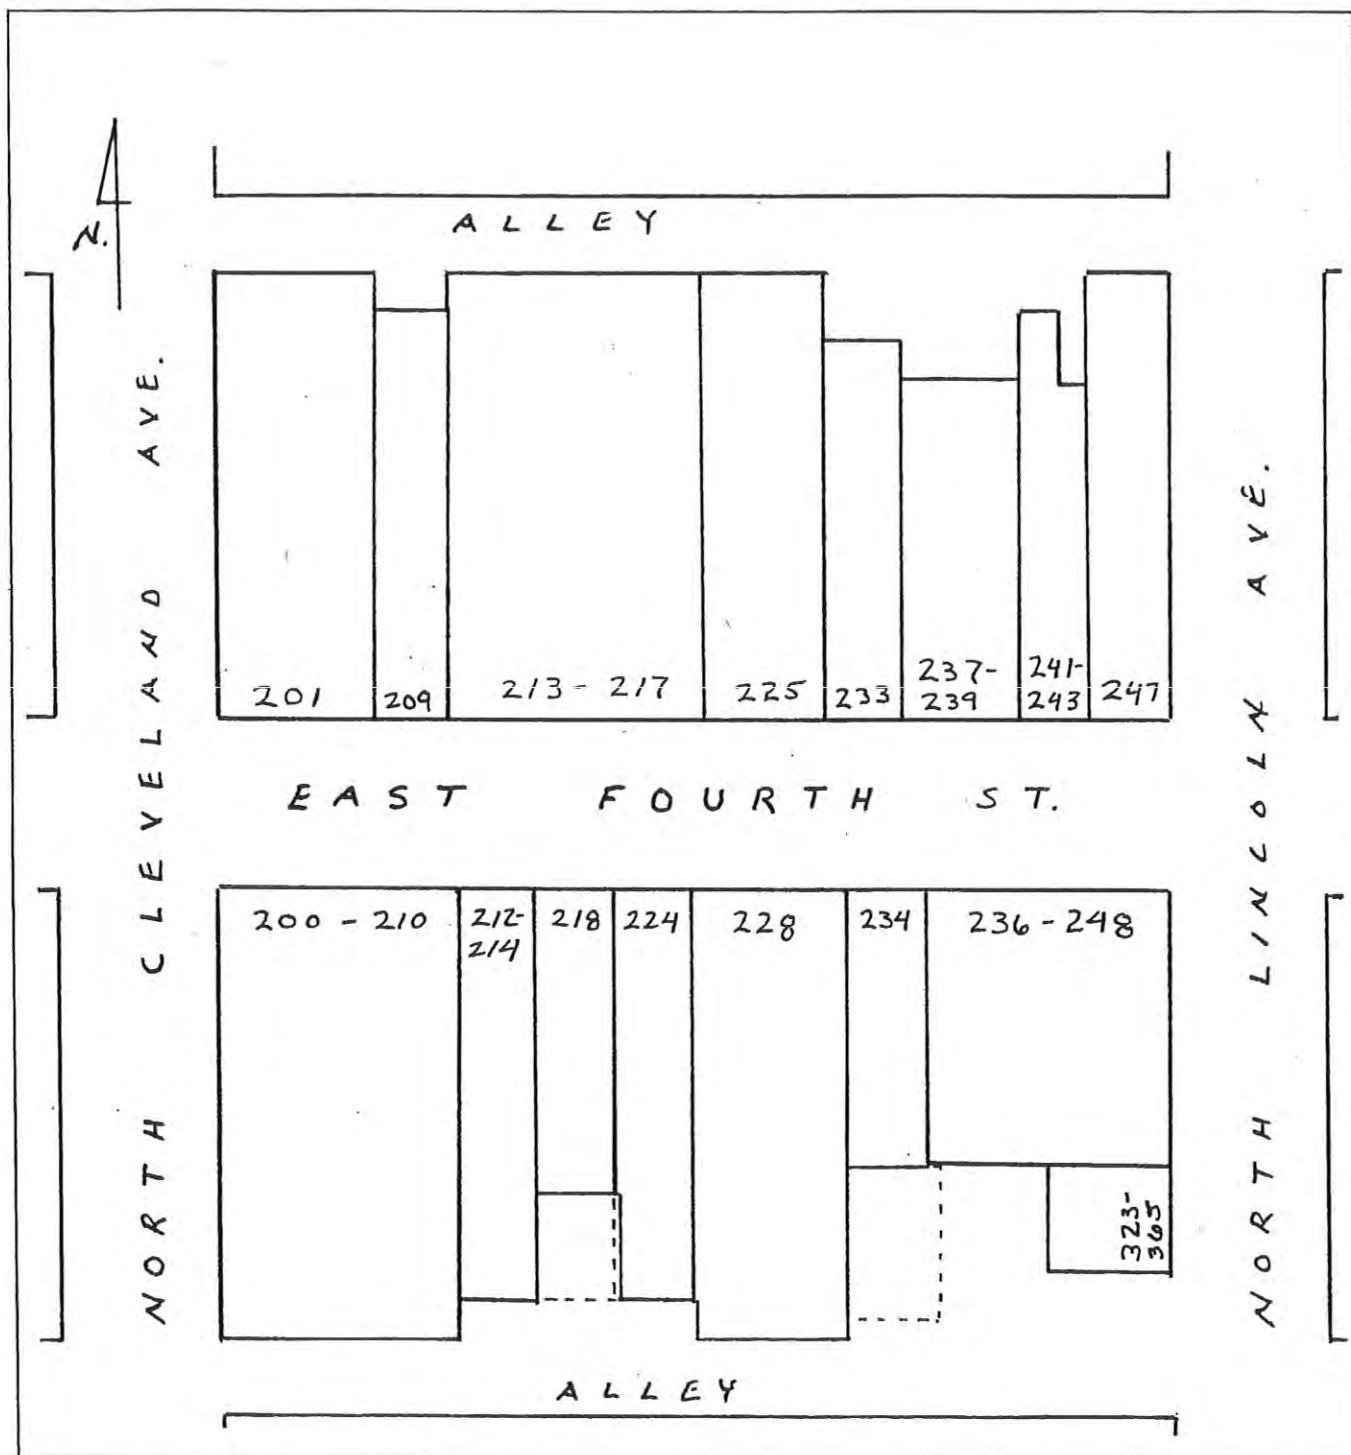 N.
ALLEY
NORTH CLEVELAND AVE.
201
209
213 - 217
225
233
237-
239
241-
243
247
EAST FOURTH ST.
NORTH LINCOLN AVE.
200 - 210
212-
214
218
224
228
234
236 - 248
323-
365
ALLEY